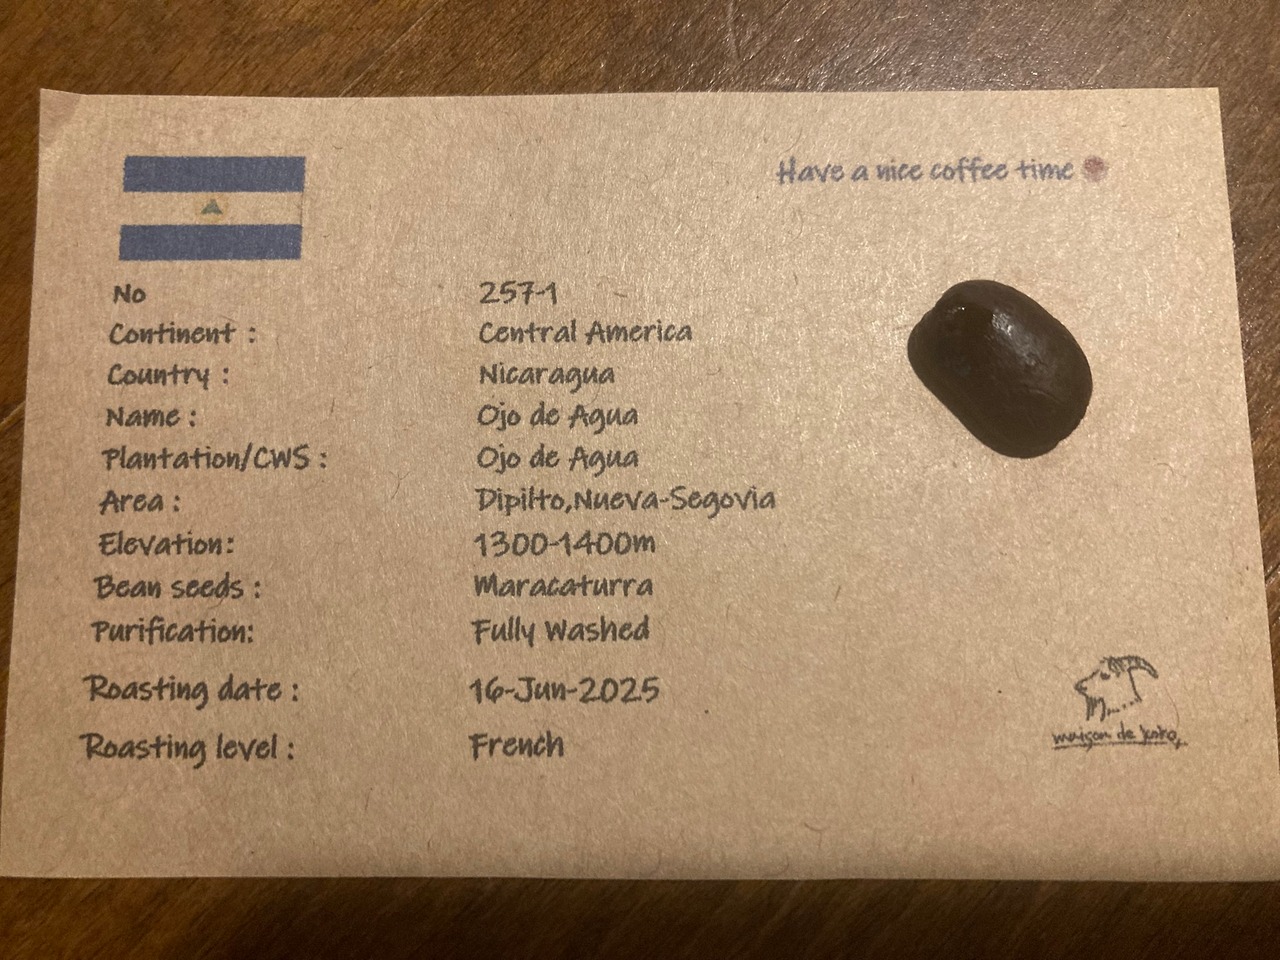 Have a nice coffee time
No 257-1
Continent : Central America
Country : Nicaragua
Name : Ojo de Agua
Plantation/CWS : Ojo de Agua
Area : Dipilto,Nueva-Segovia
Elevation: 1300-1400m
Bean seeds : Maracaturra
Purification: Fully Washed
Roasting date : 16-Jun-2025
Roasting level : French
maison de